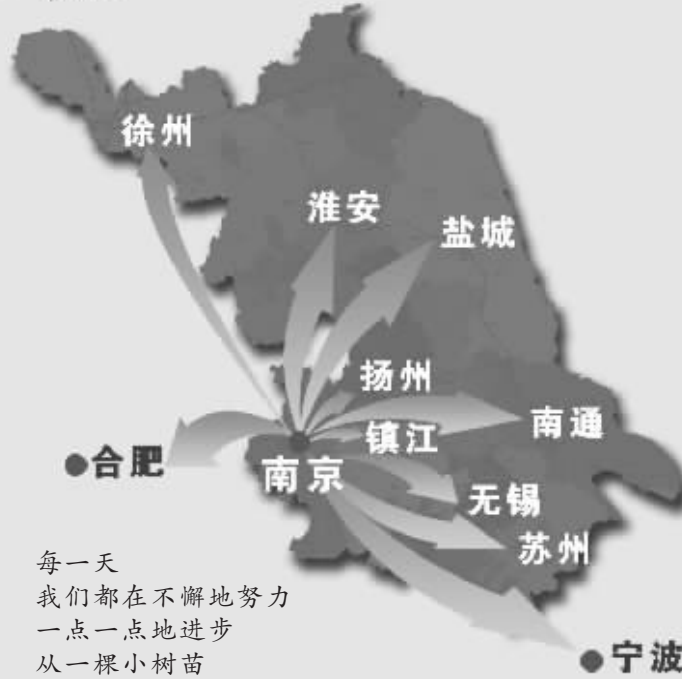 徐州
淮安
盐城
扬州
南通
镇江
合肥
南京
无锡
苏州
每一天
我们都在不懈地努力
一点一点地进步
从一棵小树苗
宁波